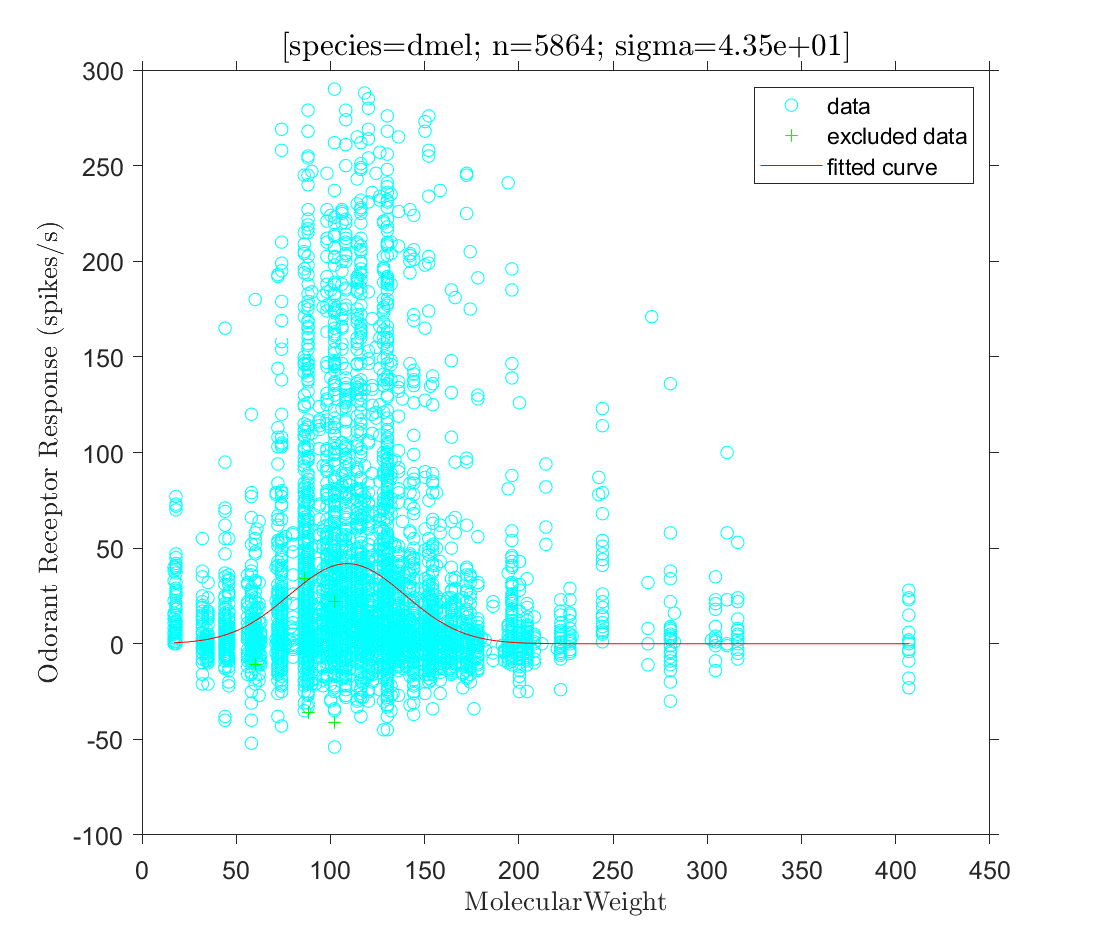 [species=dmel; n=5864; sigma=4.35e+01]
300
250
200
150
100
50
0
-50
-100
Odorant Receptor Response (spikes/s)
data
excluded data
fitted curve
0 50 100 150 200 250 300 350 400 450
MolecularWeight